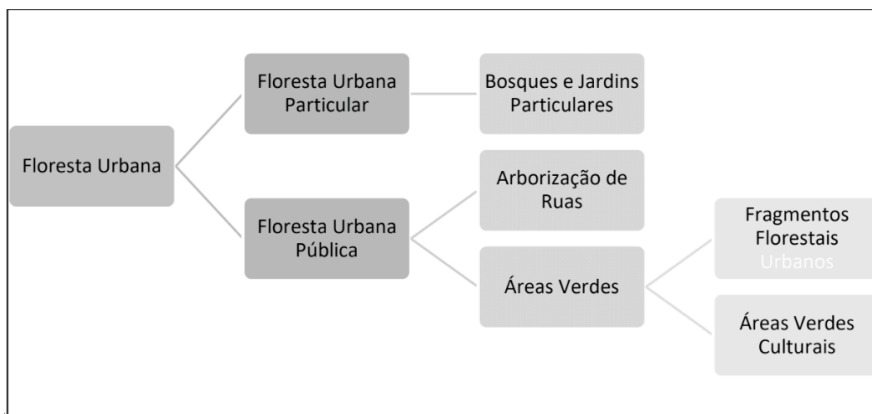 Floresta Urbana
Floresta Urbana
Particular
Bosques e Jardins
Particulares
Floresta Urbana
Pública
Arborização de
Ruas
Áreas Verdes
Fragmentos
Florestais
Urbanos
Áreas Verdes
Culturais